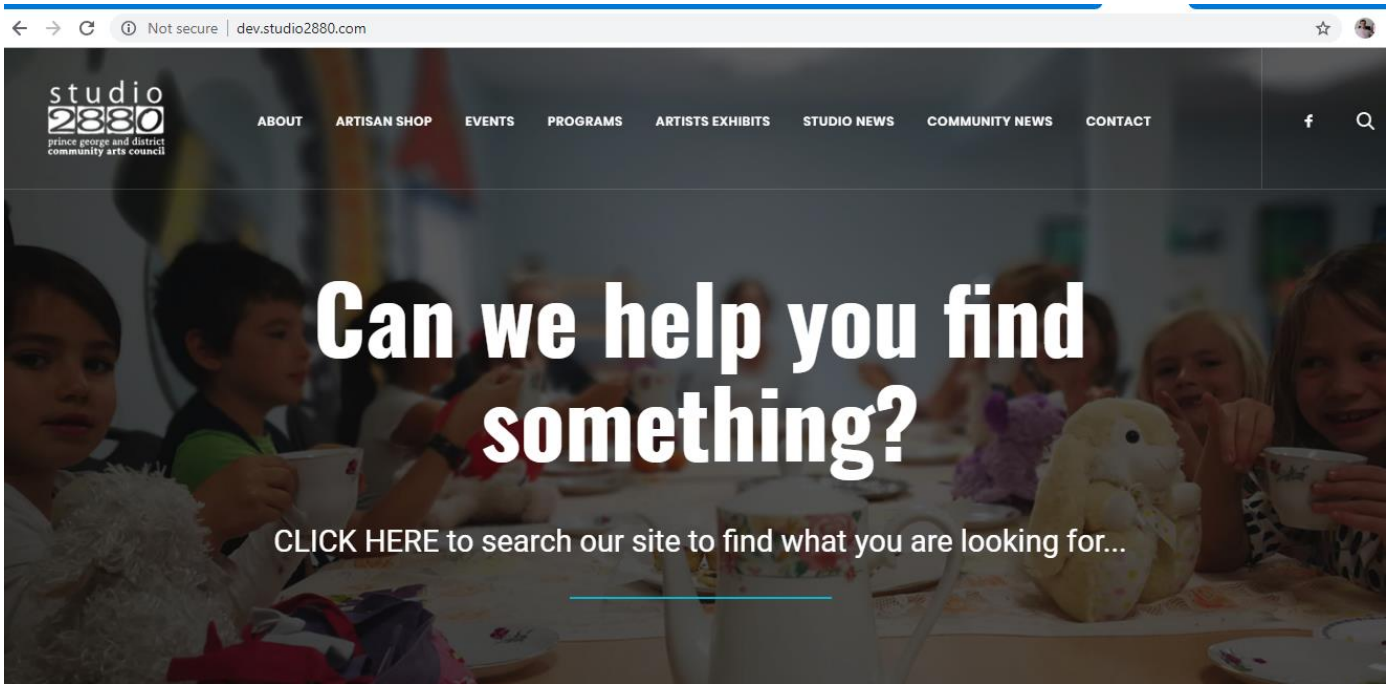 Not secure | dev.studio2880.com
studio
2880
prince george and district
community arts council
ABOUT ARTISAN SHOP EVENTS PROGRAMS ARTISTS EXHIBITS STUDIO NEWS COMMUNITY NEWS CONTACT f
Can we help you find
something?
CLICK HERE to search our site to find what you are looking for...